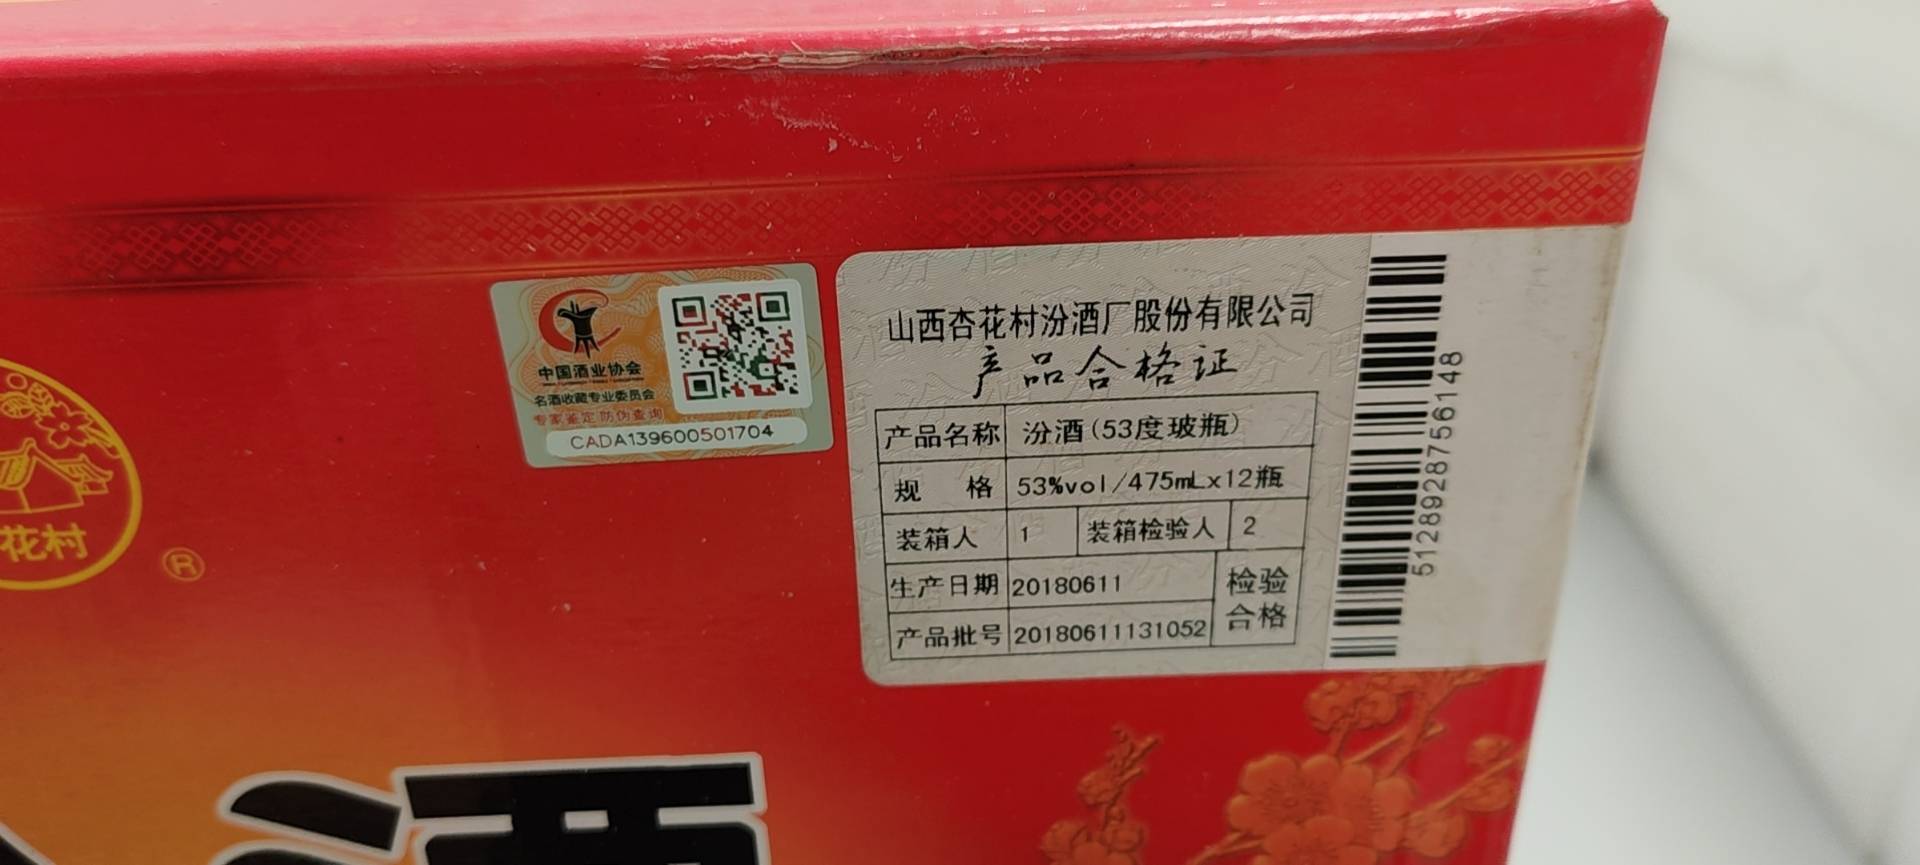 中国酒业协会
名酒收藏专业委员会
专家鉴定 防伪查询
CADA139600501704
山西杏花村汾酒厂股份有限公司
产品合格证
产品名称 汾酒(53度玻瓶)
规 格 53%vol/475mLx12瓶
装箱人 1 装箱检验人 2
生产日期 20180611 检验
产品批号 20180611131052 合格
51289287556148
花村
®
酒